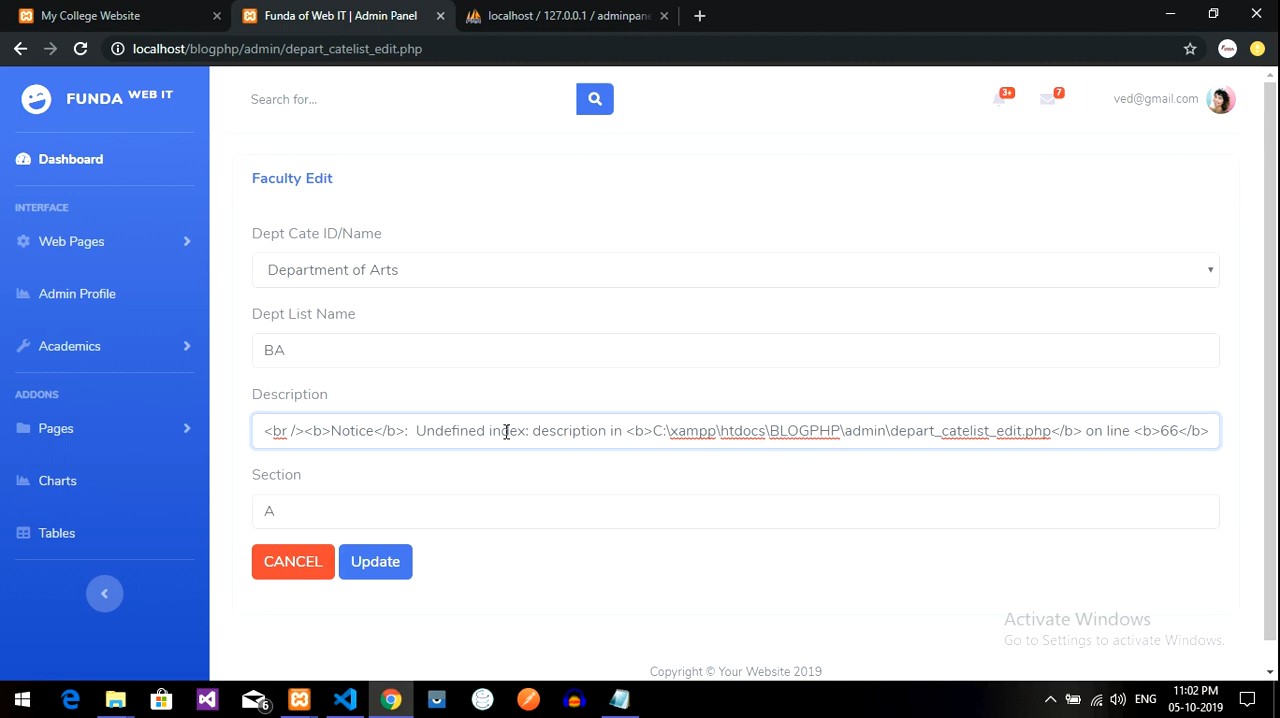 My College Website
Funda of Web IT | Admin Panel
localhost / 127.0.0.1 / adminpane
localhost/blogphp/admin/depart_catelist_edit.php
FUNDA WEB IT
Search for...
3+
7
ved@gmail.com
Dashboard
INTERFACE
Web Pages
Admin Profile
Academics
ADDONS
Pages
Charts
Tables
Faculty Edit
Dept Cate ID/Name
Department of Arts
Dept List Name
BA
Description
<br /><b>Notice</b>:  Undefined index: description in <b>C:\xampp\htdocs\BLOGPHP\admin\depart_catelist_edit.php</b> on line <b>66</b>
Section
A
CANCEL
Update
Activate Windows
Go to Settings to activate Windows.
Copyright © Your Website 2019
6
ENG
11:02 PM
05-10-2019